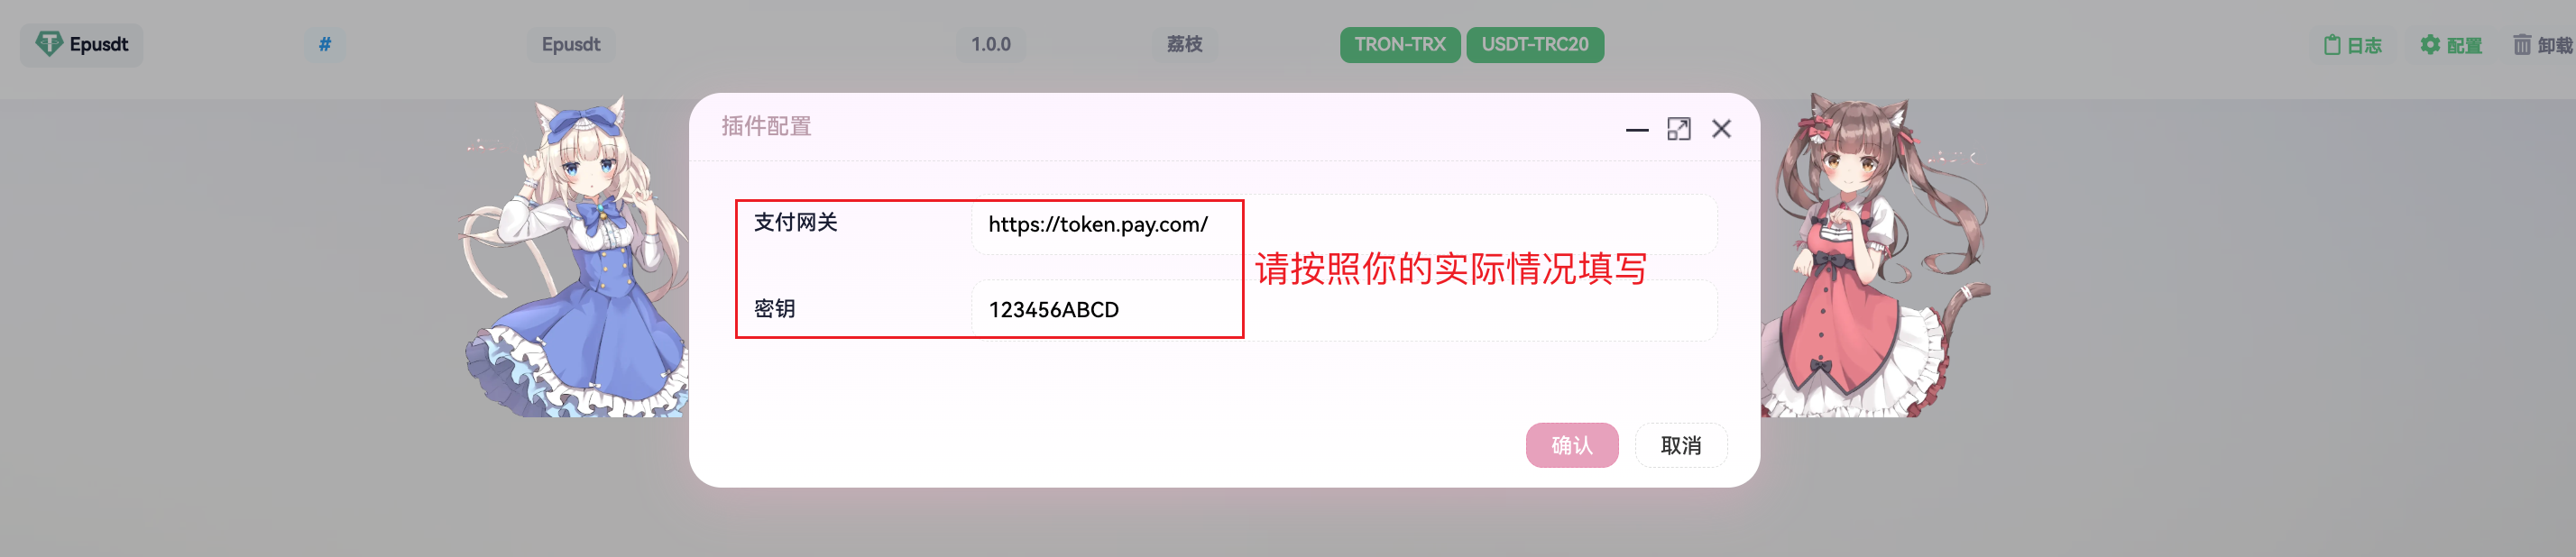 Epusdt
#
Epusdt
1.0.0
荔枝
TRON-TRX
USDT-TRC20
日志
配置
卸载
插件配置
支付网关
https://token.pay.com/
请按照你的实际情况填写
密钥
123456ABCD
确认
取消